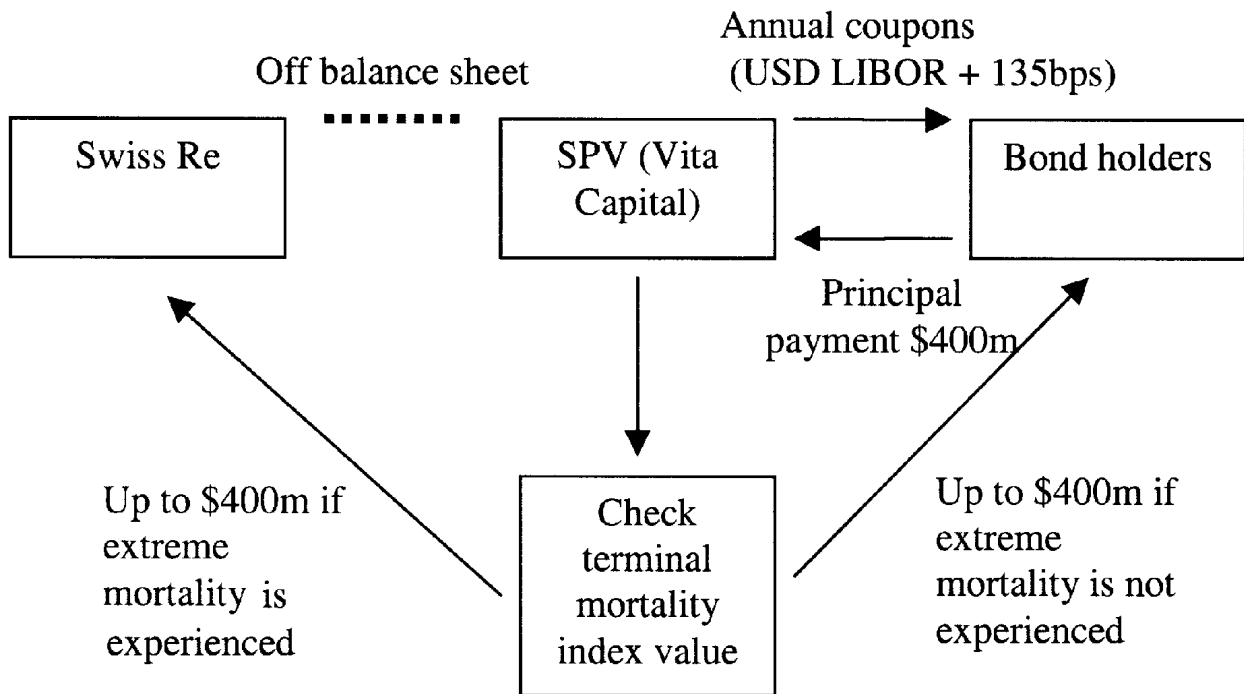 Annual coupons
(USD LIBOR + 135bps)
Off balance sheet
Swiss Re
SPV (Vita
Capital)
Bond holders
Principal
payment $400m
Up to $400m if
extreme
mortality is
experienced
Check
terminal
mortality
index value
Up to $400m if
extreme
mortality is not
experienced